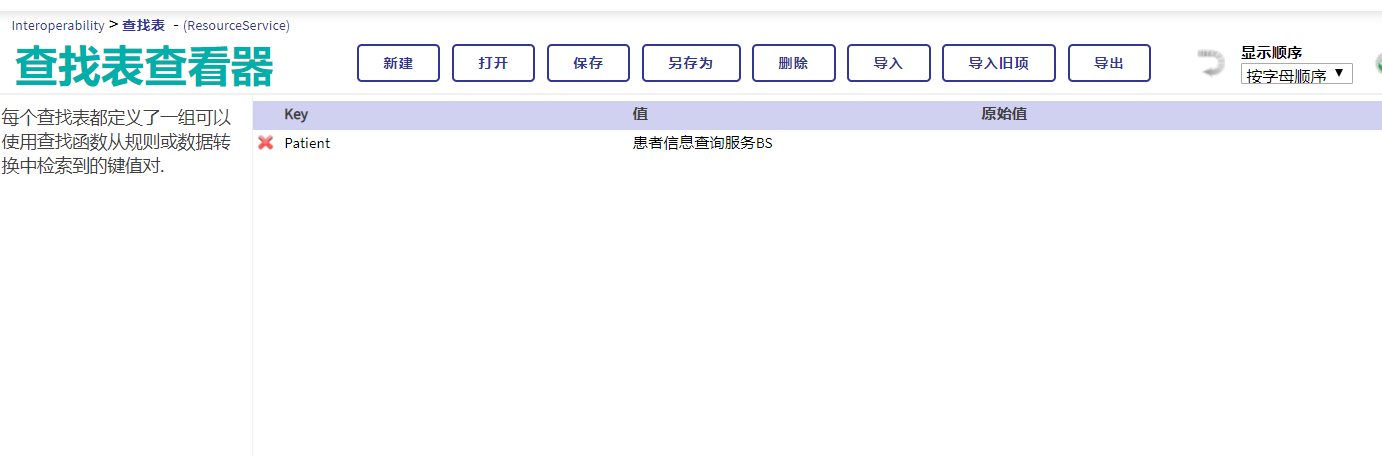 Interoperability > 查找表 - (ResourceService)
查找表查看器
新建 打开 保存 另存为 删除 导入 导入旧项 导出
显示顺序
按字母顺序
每个查找表都定义了一组可以
使用查找函数从规则或数据转
换中检索到的键值对.
Key 值 原始值
Patient 患者信息查询服务BS